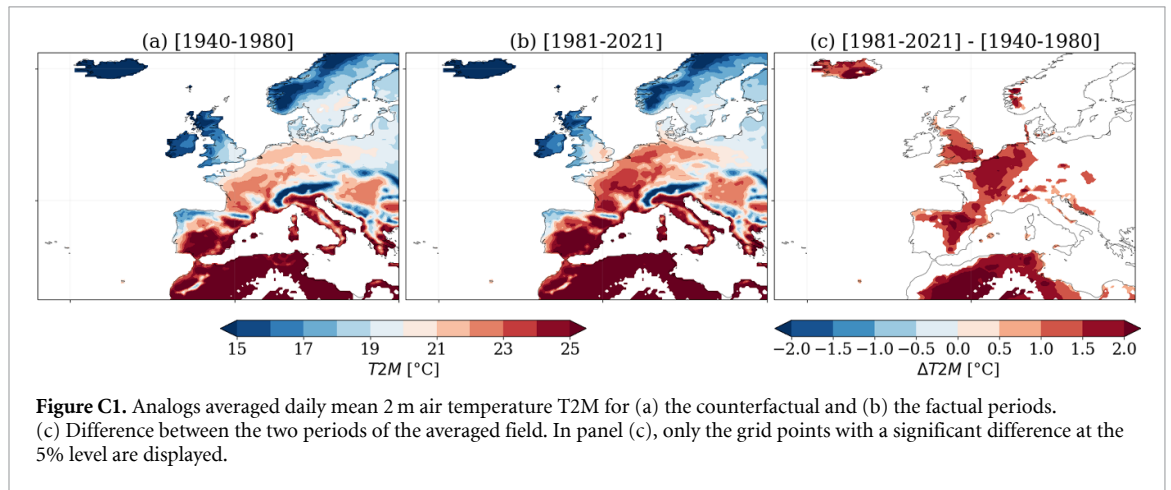 (a) [1940-1980] (b) [1981-2021] (c) [1981-2021] - [1940-1980]
15 17 19 21 23 25 −2.0 −1.5 −1.0 −0.5 0.0 0.5 1.0 1.5 2.0
T2M [°C] ΔT2M [°C]
Figure C1. Analogs averaged daily mean 2 m air temperature T2M for (a) the counterfactual and (b) the factual periods.
(c) Difference between the two periods of the averaged field. In panel (c), only the grid points with a significant difference at the
5% level are displayed.